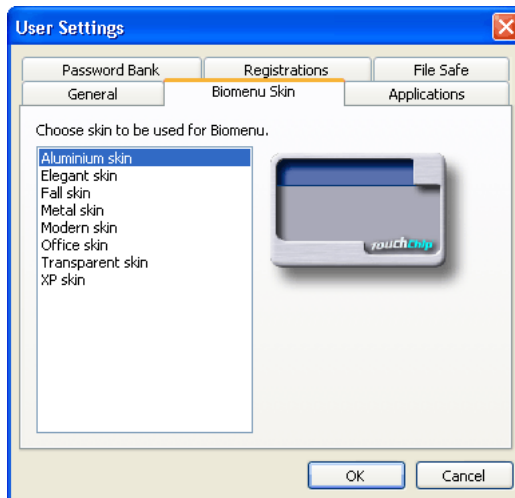 User Settings
Password Bank Registrations File Safe
General Biomenu Skin Applications
Choose skin to be used for Biomenu.
Aluminium skin
Elegant skin
Fall skin
Metal skin
Modern skin
Office skin
Transparent skin
XP skin
TouchChip
OK Cancel